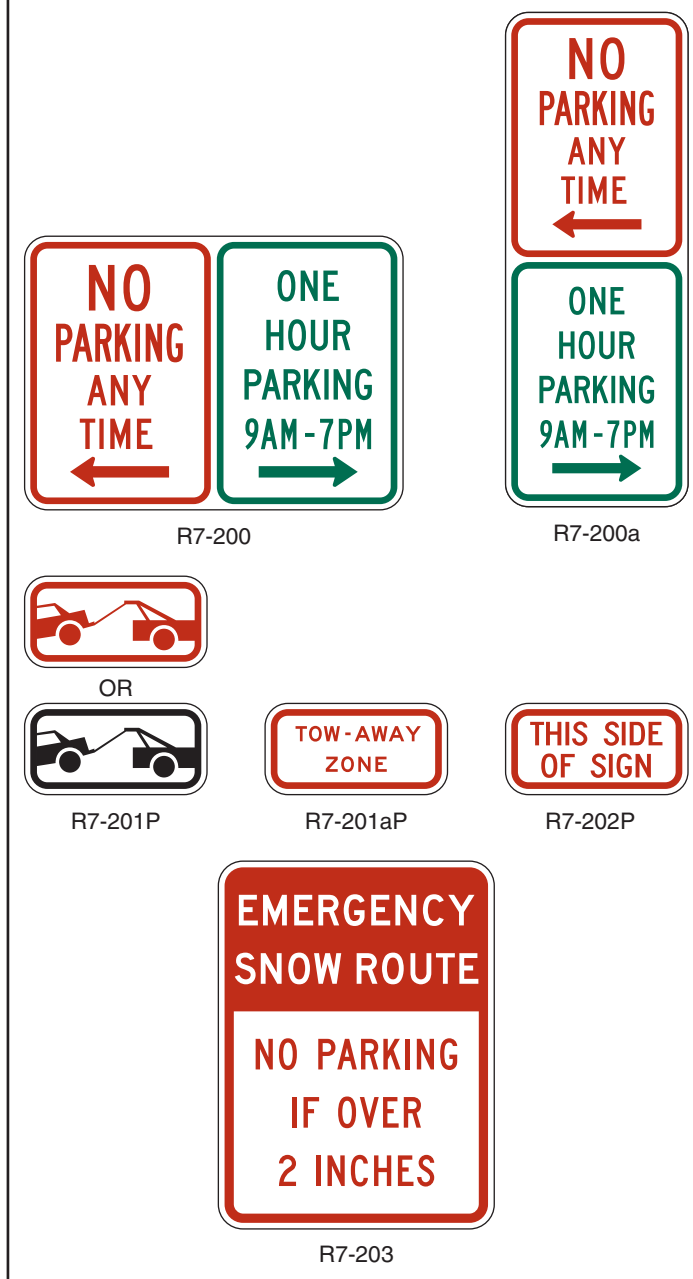 NO
PARKING
ANY
TIME
ONE
HOUR
PARKING
9AM-7PM
R7-200
NO
PARKING
ANY
TIME
ONE
HOUR
PARKING
9AM-7PM
R7-200a
OR
R7-201P
TOW-AWAY
ZONE
R7-201aP
THIS SIDE
OF SIGN
R7-202P
EMERGENCY
SNOW ROUTE
NO PARKING
IF OVER
2 INCHES
R7-203